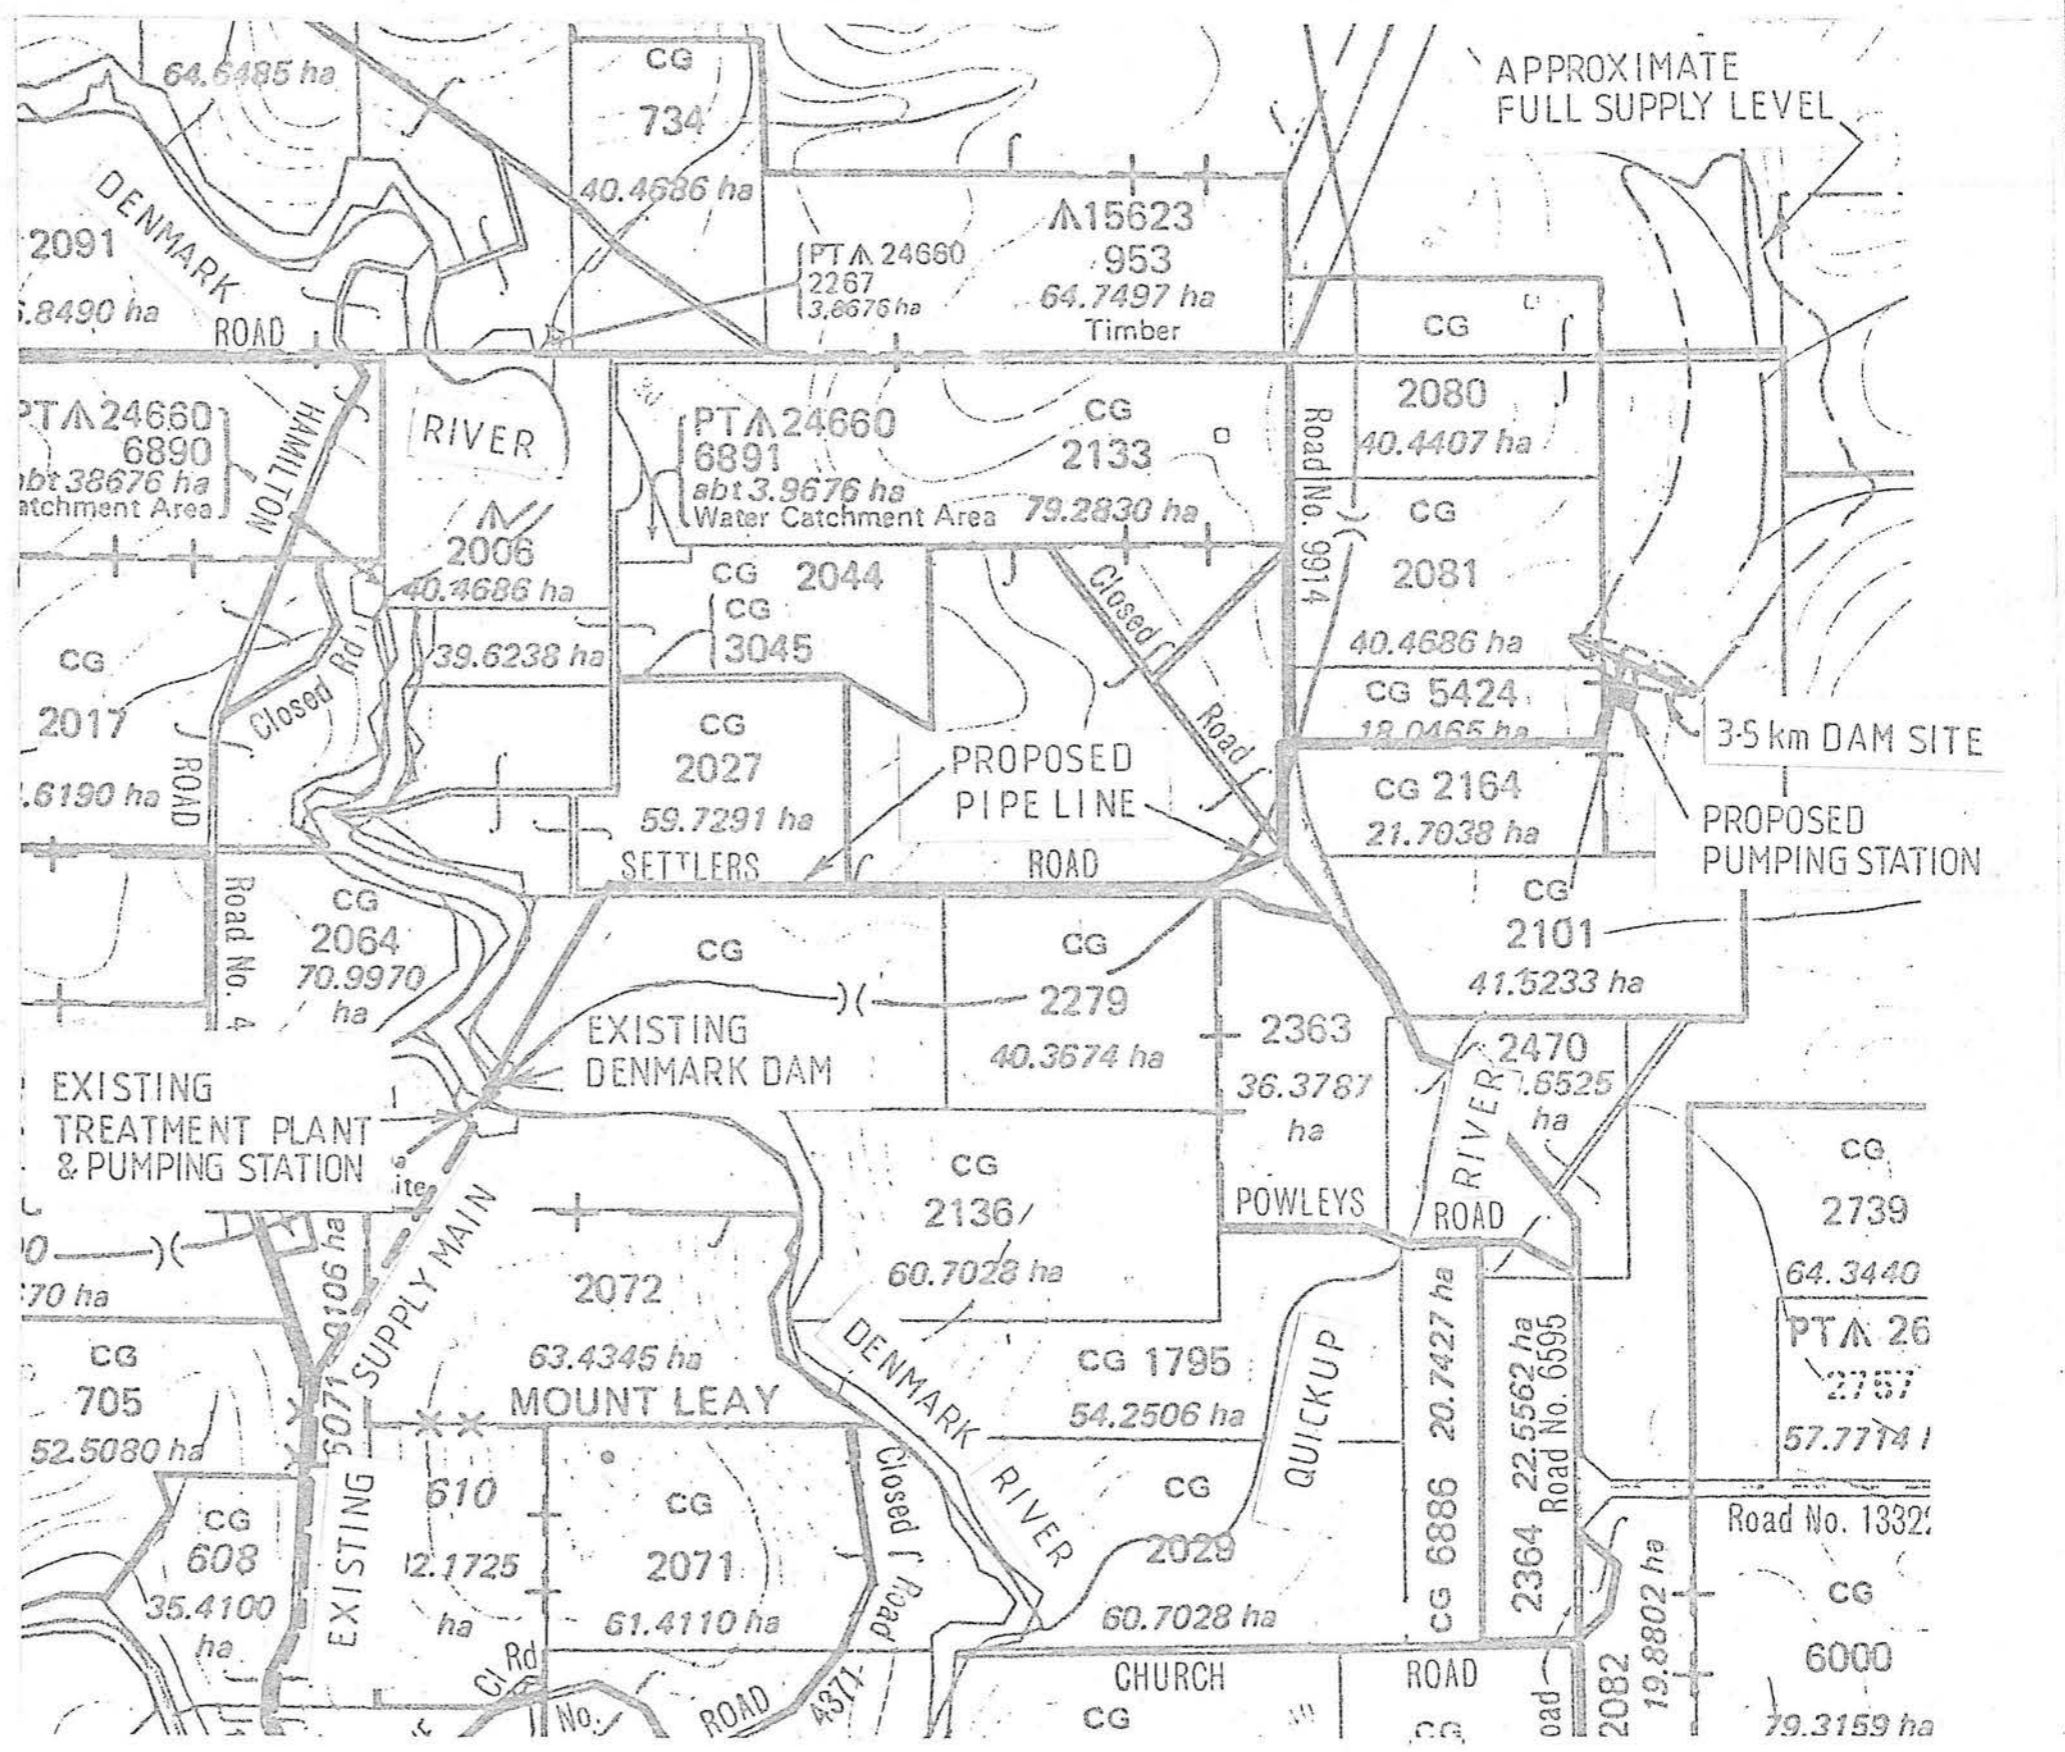 64.6485 ha
CG
734
40.4686 ha
APPROXIMATE
FULL SUPPLY LEVEL
DENMARK
ROAD
2091
.8490 ha
PT 24660
2267
3.8676 ha
15623
953
64.7497 ha
Timber
CG
2080
40.4407 ha
PT 24660
6890
abt 38676 ha
atchment Area
HAMILTON
ROAD
RIVER
2006
40.4686 ha
39.6238 ha
PT 24660
6891
abt 3.9676 ha
Water Catchment Area
CG
2133
79.2830 ha
Road No. 9914
CG
2081
40.4686 ha
CG 2044
CG
3045
Closed
Road
CG 5424
18.0465 ha
3·5 km DAM SITE
CG
2017
.6190 ha
Closed Rd
CG
2027
59.7291 ha
PROPOSED
PIPE LINE
CG 2164
21.7038 ha
PROPOSED
PUMPING STATION
SETTLERS ROAD
Road No. 4
CG
2064
70.9970
ha
CG
CG
2279
40.3674 ha
CG
2101
41.5233 ha
EXISTING
DENMARK DAM
2363
36.3787
ha
2470
.6525
ha
RIVER
EXISTING
TREATMENT PLANT
& PUMPING STATION
ite
CG
2136
60.7028 ha
POWLEYS ROAD
CG
2739
64.3440
0
70 ha
EXISTING SUPPLY MAIN
2072
63.4345 ha
MOUNT LEAY
DENMARK RIVER
CG 1795
54.2506 ha
QUICKUP
CG 6886 20.7427 ha
2364 22.5562 ha
Road No. 6595
PT 26
2757
CG
705
52.5080 ha
CG
608
35.4100
ha
610
2.1725
ha
CG
2071
61.4110 ha
Closed Road
CG
2029
60.7028 ha
Road No. 1332
CG
6000
79.3159 ha
2082
19.8802 ha
Cl Rd
No.
ROAD
4371
CHURCH ROAD
CG
CG
oad